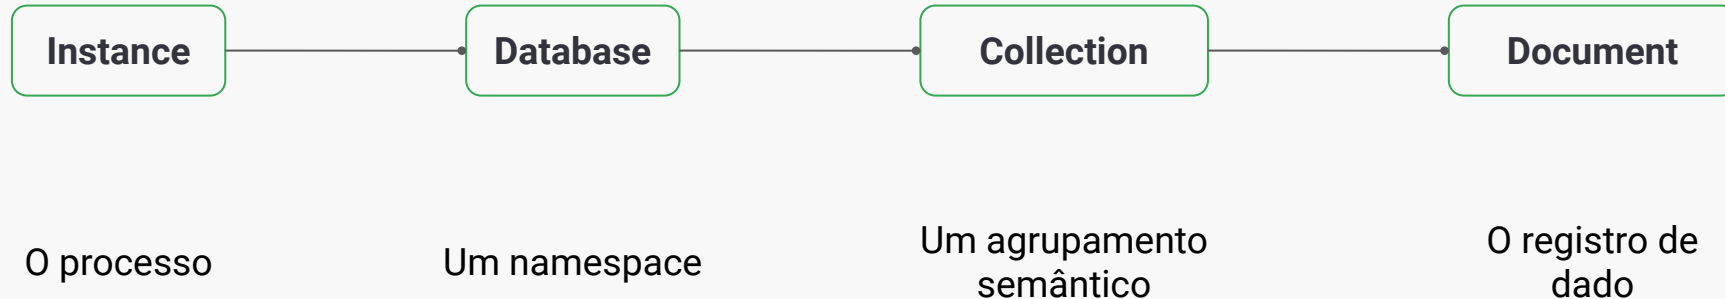 Instance
Database
Collection
Document
O processo
Um namespace
Um agrupamento
semântico
O registro de
dado